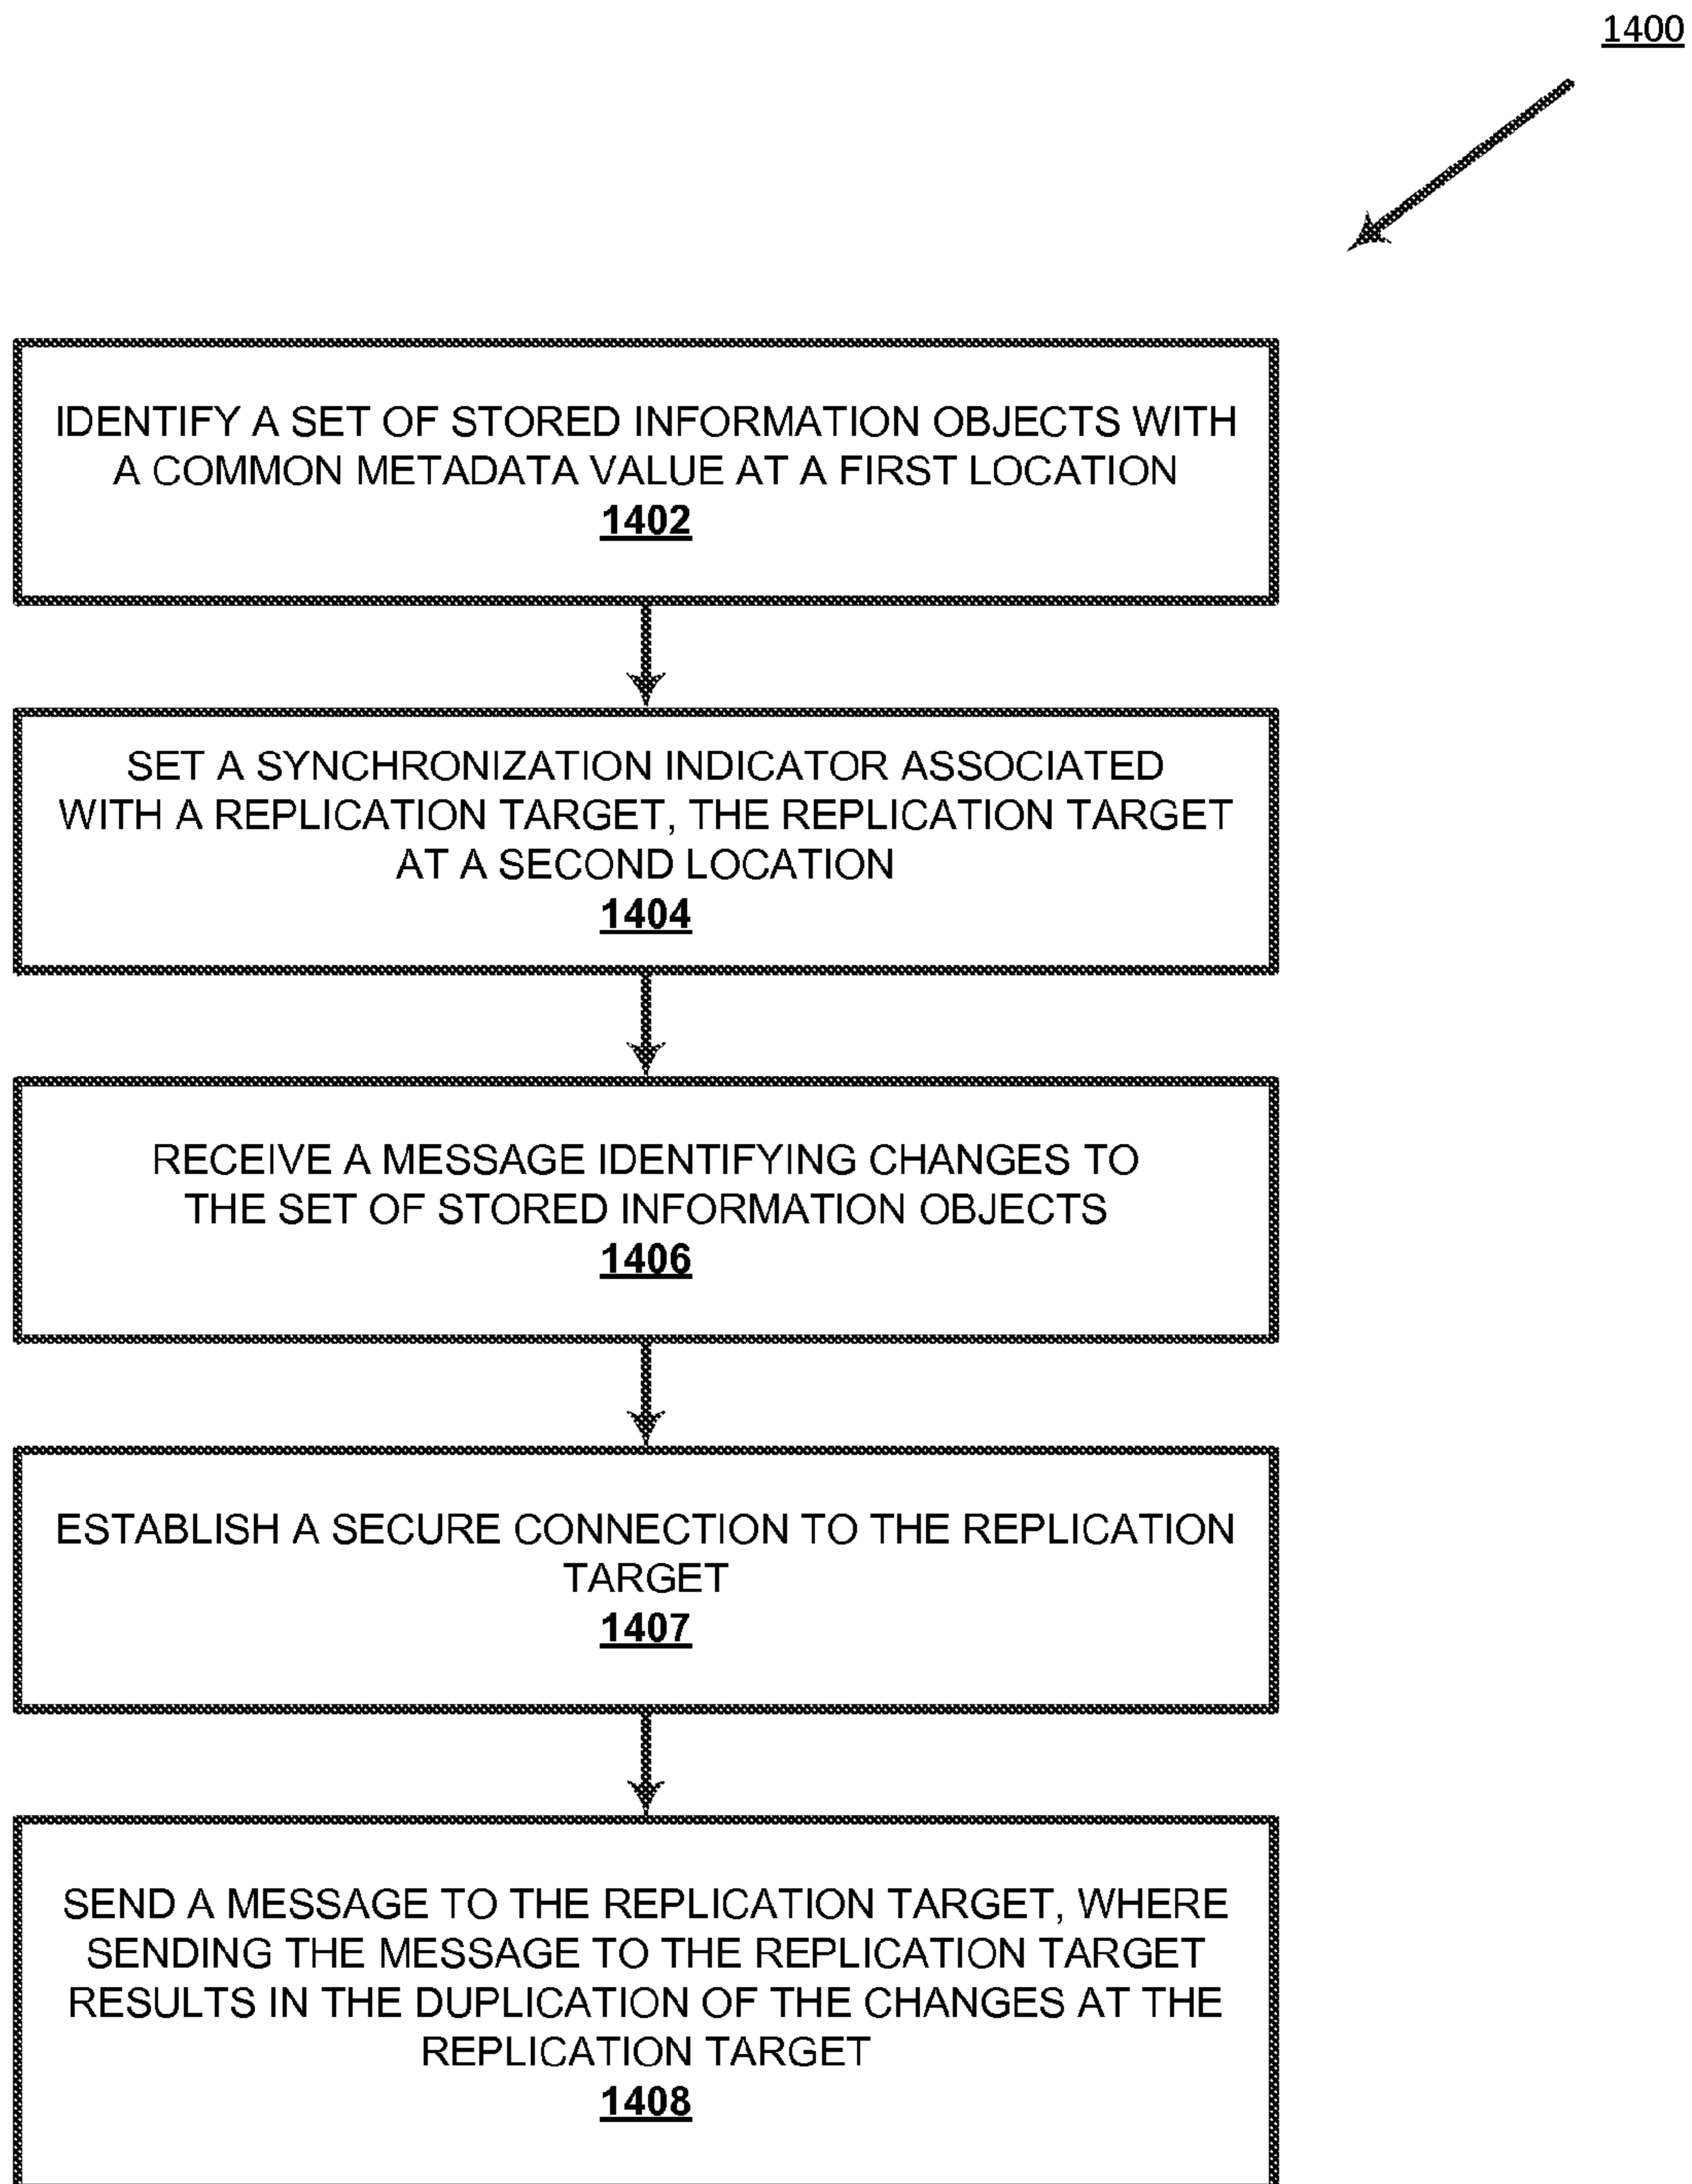 1400
IDENTIFY A SET OF STORED INFORMATION OBJECTS WITH
A COMMON METADATA VALUE AT A FIRST LOCATION
1402
SET A SYNCHRONIZATION INDICATOR ASSOCIATED
WITH A REPLICATION TARGET, THE REPLICATION TARGET
AT A SECOND LOCATION
1404
RECEIVE A MESSAGE IDENTIFYING CHANGES TO
THE SET OF STORED INFORMATION OBJECTS
1406
ESTABLISH A SECURE CONNECTION TO THE REPLICATION
TARGET
1407
SEND A MESSAGE TO THE REPLICATION TARGET, WHERE
SENDING THE MESSAGE TO THE REPLICATION TARGET
RESULTS IN THE DUPLICATION OF THE CHANGES AT THE
REPLICATION TARGET
1408